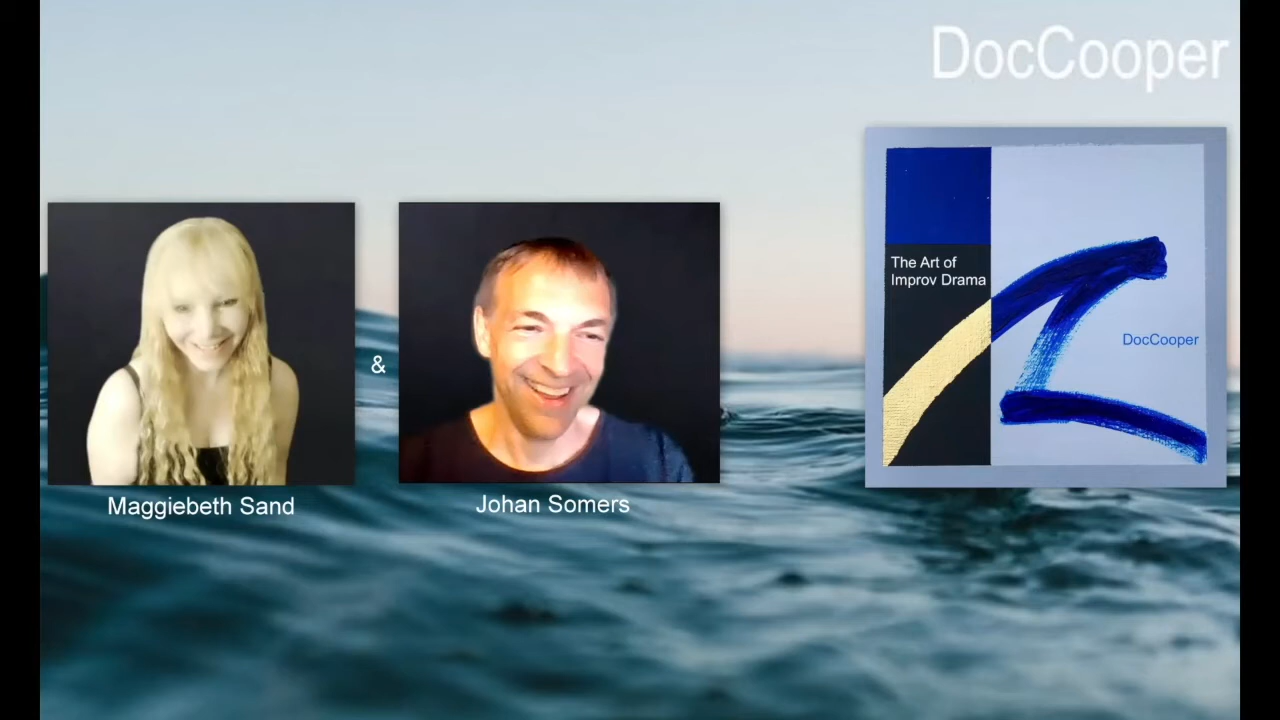 DocCooper
The Art of
Improv Drama
DocCooper
&
Maggiebeth Sand
Johan Somers